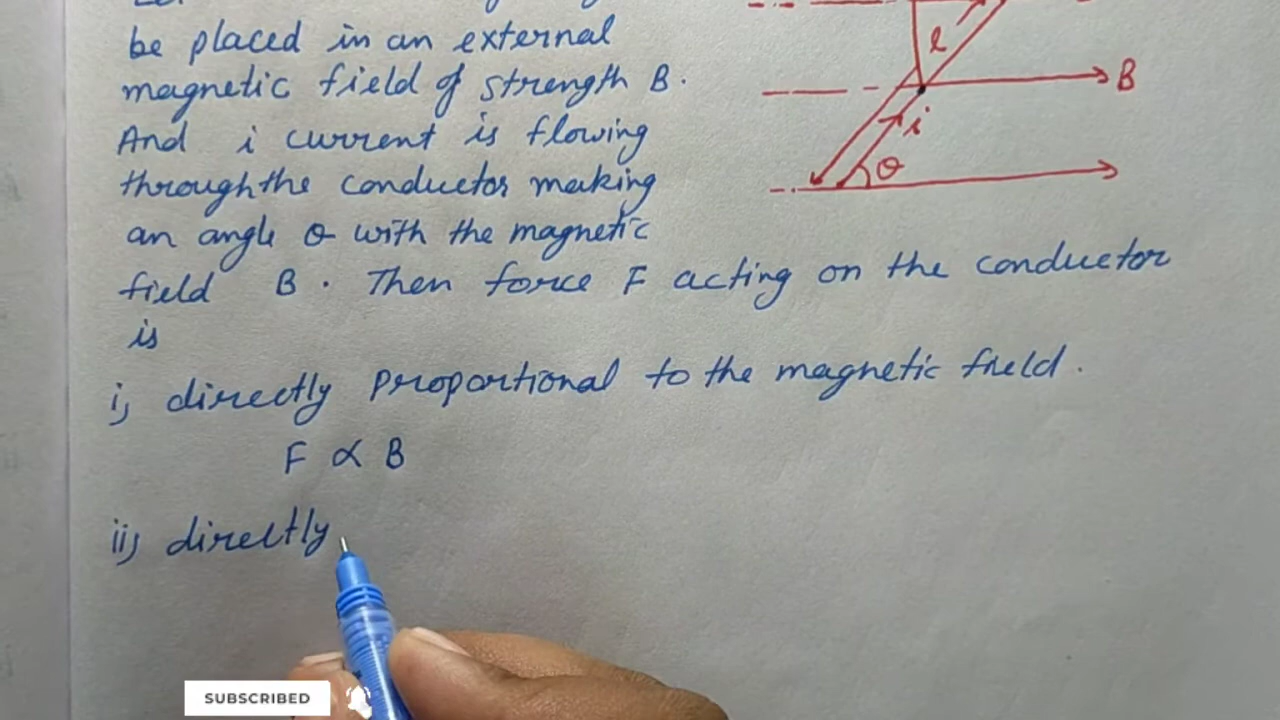 be placed in an external
magnetic field of strength B.
And i current is flowing
through the conductor making
an angle θ with the magnetic
field B. Then force F acting on the conductor
is
i) directly proportional to the magnetic field.
F ∝ B
ii) directly
l
B
i
θ
SUBSCRIBED